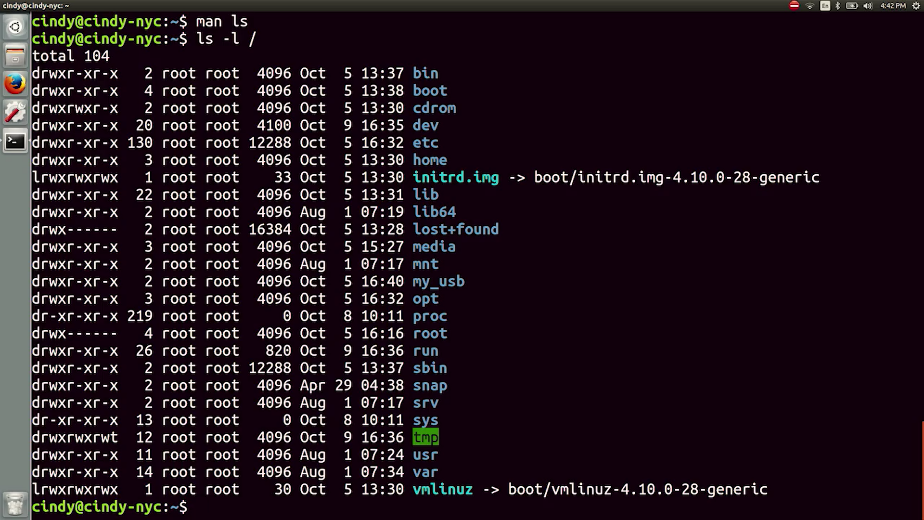 cindy@cindy-nyc: ~
En
4:42 PM
cindy@cindy-nyc:~$ man ls
cindy@cindy-nyc:~$ ls -l /
total 104
drwxr-xr-x 2 root root 4096 Oct 5 13:37 bin
drwxr-xr-x 4 root root 4096 Oct 5 13:38 boot
drwxrwxr-x 2 root root 4096 Oct 5 13:30 cdrom
drwxr-xr-x 20 root root 4100 Oct 9 16:35 dev
drwxr-xr-x 130 root root 12288 Oct 5 16:32 etc
drwxr-xr-x 3 root root 4096 Oct 5 13:30 home
lrwxrwxrwx 1 root root 33 Oct 5 13:30 initrd.img -> boot/initrd.img-4.10.0-28-generic
drwxr-xr-x 22 root root 4096 Oct 5 13:31 lib
drwxr-xr-x 2 root root 4096 Aug 1 07:19 lib64
drwx------ 2 root root 16384 Oct 5 13:28 lost+found
drwxr-xr-x 3 root root 4096 Oct 5 15:27 media
drwxr-xr-x 2 root root 4096 Aug 1 07:17 mnt
drwxr-xr-x 2 root root 4096 Oct 5 16:40 my_usb
drwxr-xr-x 3 root root 4096 Oct 5 16:32 opt
dr-xr-xr-x 219 root root 0 Oct 8 10:11 proc
drwx------ 4 root root 4096 Oct 5 16:16 root
drwxr-xr-x 26 root root 820 Oct 9 16:36 run
drwxr-xr-x 2 root root 12288 Oct 5 13:37 sbin
drwxr-xr-x 2 root root 4096 Apr 29 04:38 snap
drwxr-xr-x 2 root root 4096 Aug 1 07:17 srv
dr-xr-xr-x 13 root root 0 Oct 8 10:11 sys
drwxrwxrwt 12 root root 4096 Oct 9 16:36 tmp
drwxr-xr-x 11 root root 4096 Aug 1 07:24 usr
drwxr-xr-x 14 root root 4096 Aug 1 07:34 var
lrwxrwxrwx 1 root root 30 Oct 5 13:30 vmlinuz -> boot/vmlinuz-4.10.0-28-generic
cindy@cindy-nyc:~$